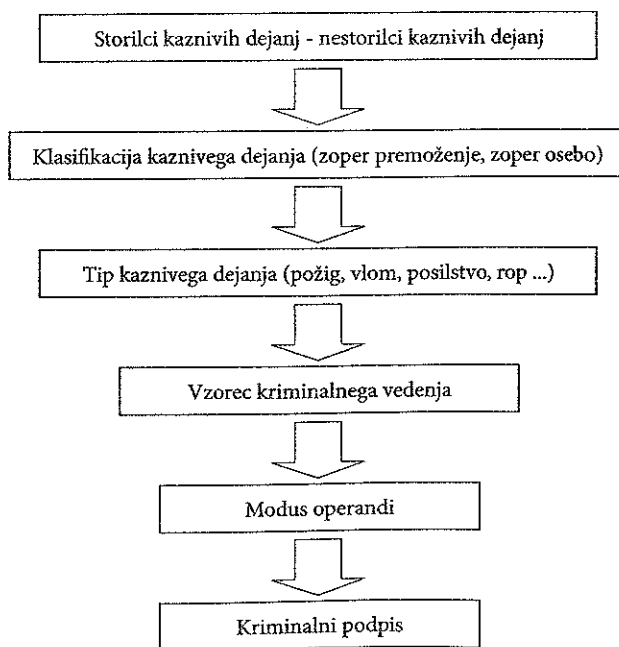 Storilci kaznivih dejanj - nestorilci kaznivih dejanj
Klasifikacija kaznivega dejanja (zoper premoženje, zoper osebo)
Tip kaznivega dejanja (požig, vlom, posilstvo, rop ...)
Vzorec kriminalnega vedenja
Modus operandi
Kriminalni podpis